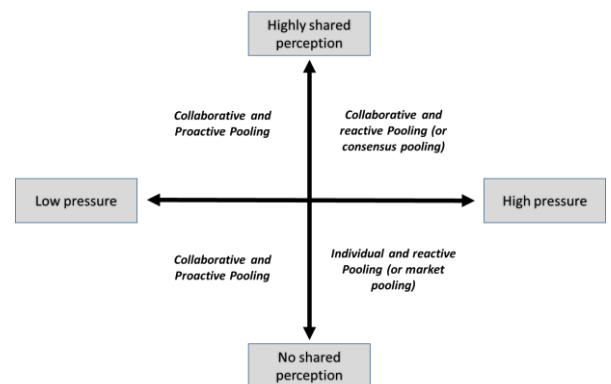 Highly shared
perception
Collaborative and
Proactive Pooling
Collaborative and
reactive Pooling (or
consensus pooling)
Low pressure
High pressure
Collaborative and
Proactive Pooling
Individual and reactive
Pooling (or market
pooling)
No shared
perception